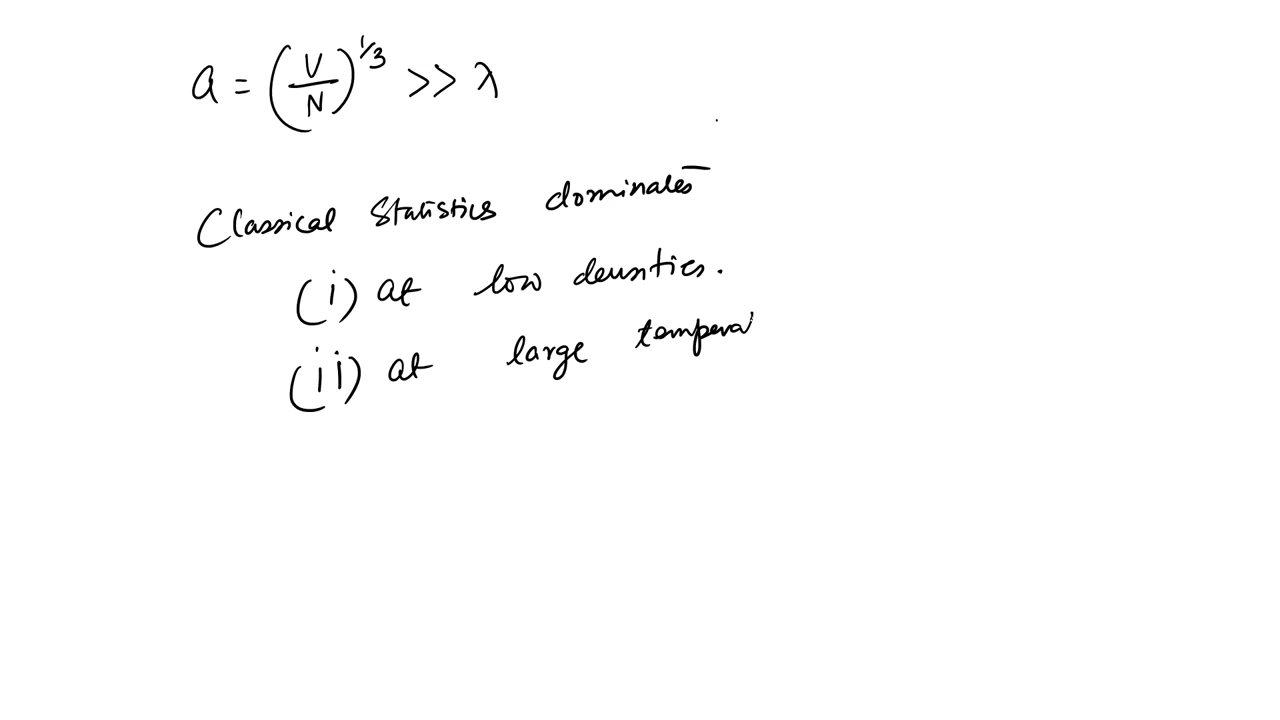 a = (V/N)^{1/3} >> λ
Classical Statistics dominates
(i) at low densities.
(ii) at large tempera